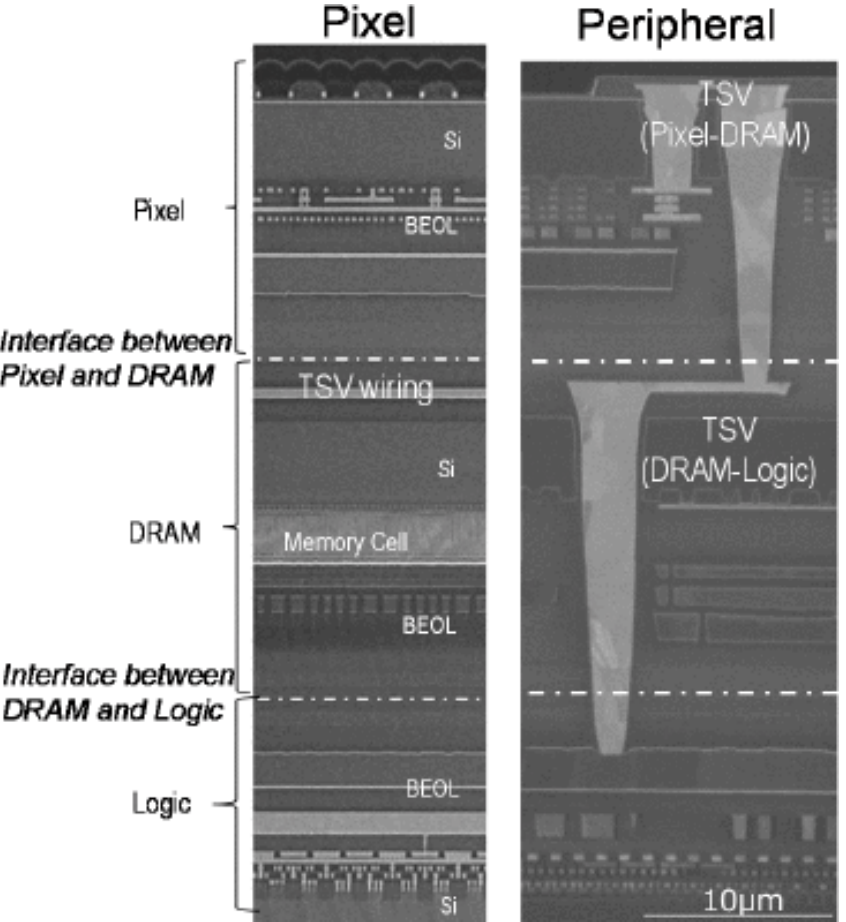 Pixel
Peripheral
TSV
(Pixel-DRAM)
Si
Pixel
BEOL
Interface between
Pixel and DRAM
TSV wiring
TSV
(DRAM-Logic)
Si
DRAM
Memory Cell
BEOL
Interface between
DRAM and Logic
BEOL
Logic
Si
10μm